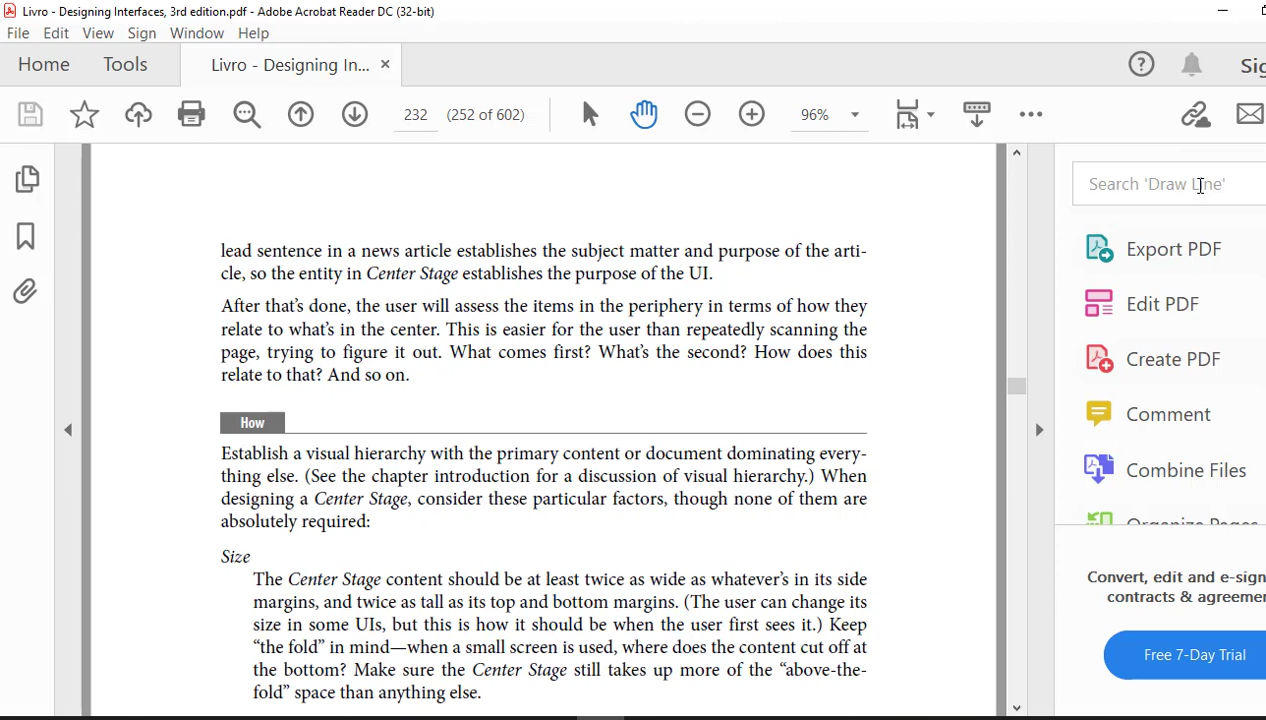 Livro - Designing Interfaces, 3rd edition.pdf - Adobe Acrobat Reader DC (32-bit)
File Edit View Sign Window Help
Home Tools Livro - Designing In... ×
Sig
232 (252 of 602) 96%
Search 'Draw Line'
Export PDF
Edit PDF
Create PDF
Comment
Combine Files
Organize Pages
Convert, edit and e-sign
contracts & agreemen
Free 7-Day Trial
lead sentence in a news article establishes the subject matter and purpose of the arti-
cle, so the entity in Center Stage establishes the purpose of the UI.
After that's done, the user will assess the items in the periphery in terms of how they
relate to what's in the center. This is easier for the user than repeatedly scanning the
page, trying to figure it out. What comes first? What's the second? How does this
relate to that? And so on.
How
Establish a visual hierarchy with the primary content or document dominating every-
thing else. (See the chapter introduction for a discussion of visual hierarchy.) When
designing a Center Stage, consider these particular factors, though none of them are
absolutely required:
Size
The Center Stage content should be at least twice as wide as whatever's in its side
margins, and twice as tall as its top and bottom margins. (The user can change its
size in some UIs, but this is how it should be when the user first sees it.) Keep
“the fold” in mind—when a small screen is used, where does the content cut off at
the bottom? Make sure the Center Stage still takes up more of the “above-the-
fold” space than anything else.